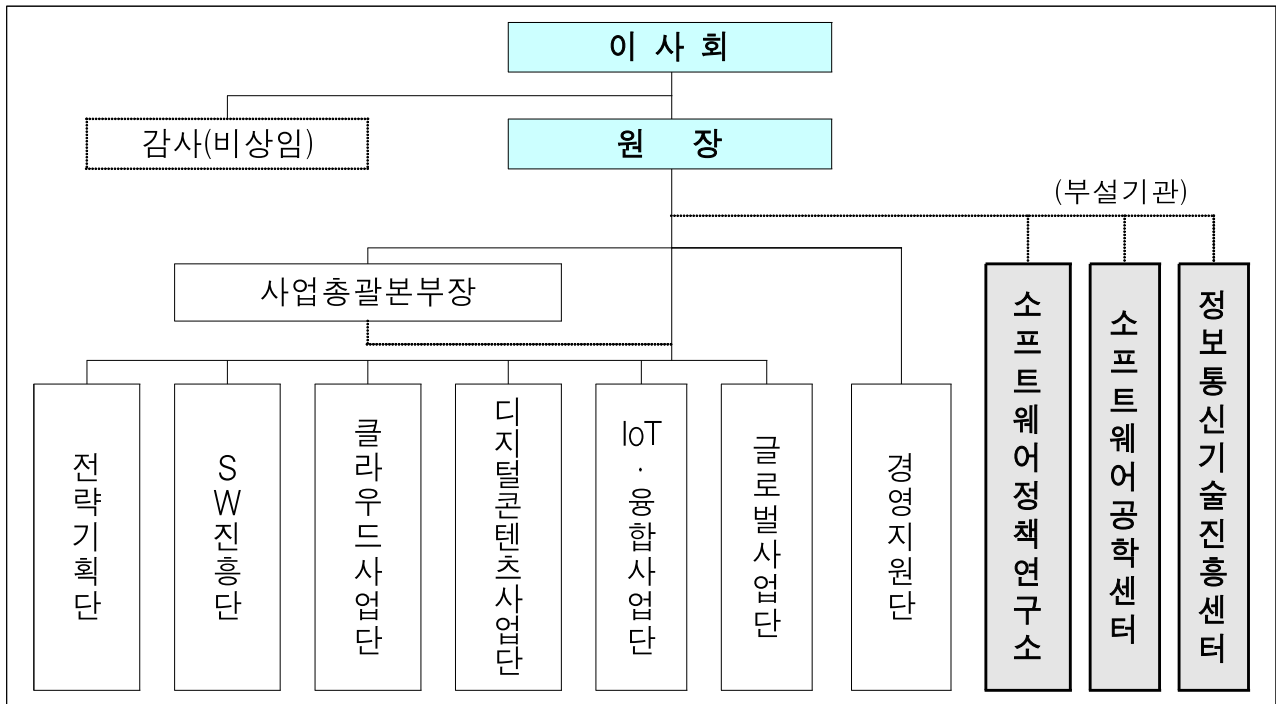 이 사 회
감사(비상임)
원 장
(부설기관)
사업총괄본부장
전략기획단
SW진흥단
클라우드사업단
디지털콘텐츠사업단
IoT·융합사업단
글로벌사업단
경영지원단
소프트웨어정책연구소
소프트웨어공학센터
정보통신기술진흥센터